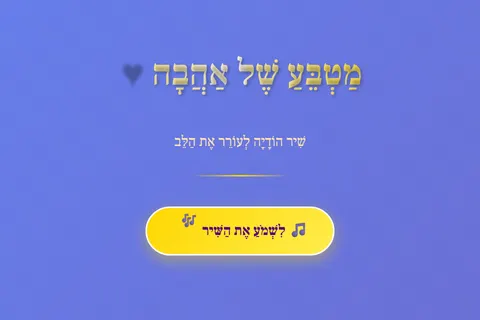 מַטְבֵּעַ שֶׁל אַהֲבָה
שִׁיר הוֹדָיָה לְעוֹרֵר אֶת הַלֵּב
לִשְׁמֹעַ אֶת הַשִּׁיר